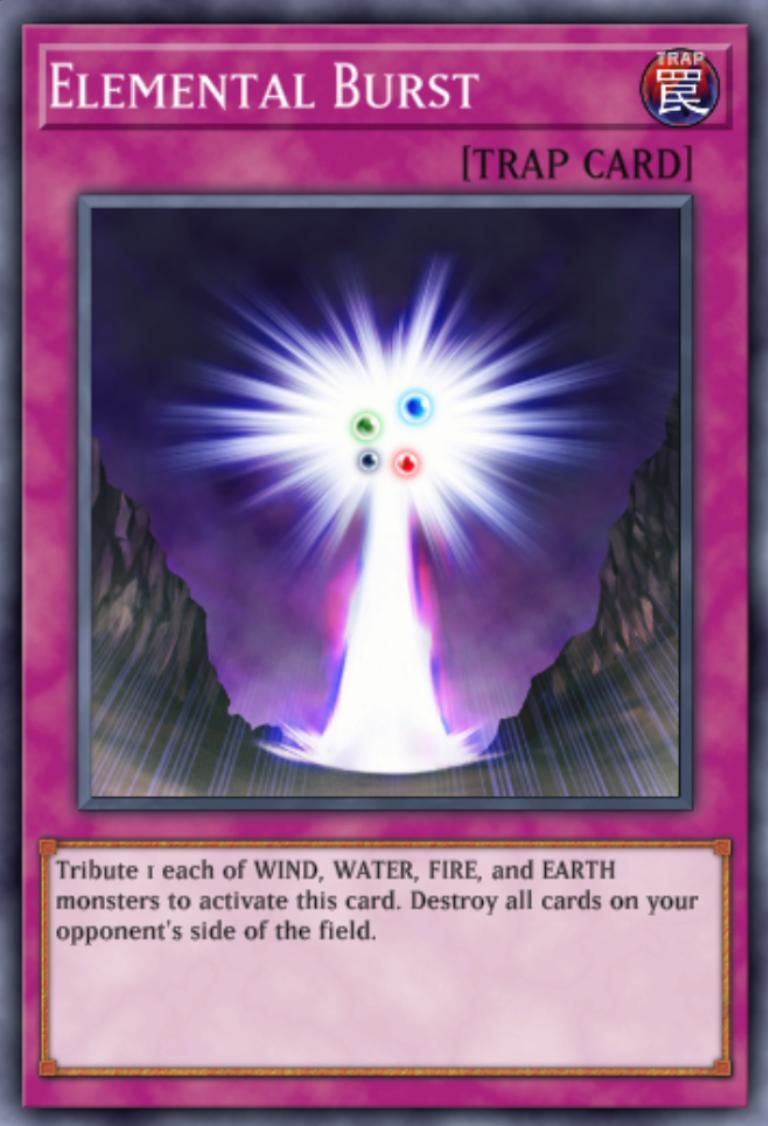 ELEMENTAL BURST
TRAP
罠
[TRAP CARD]
Tribute 1 each of WIND, WATER, FIRE, and EARTH
monsters to activate this card. Destroy all cards on your
opponent's side of the field.